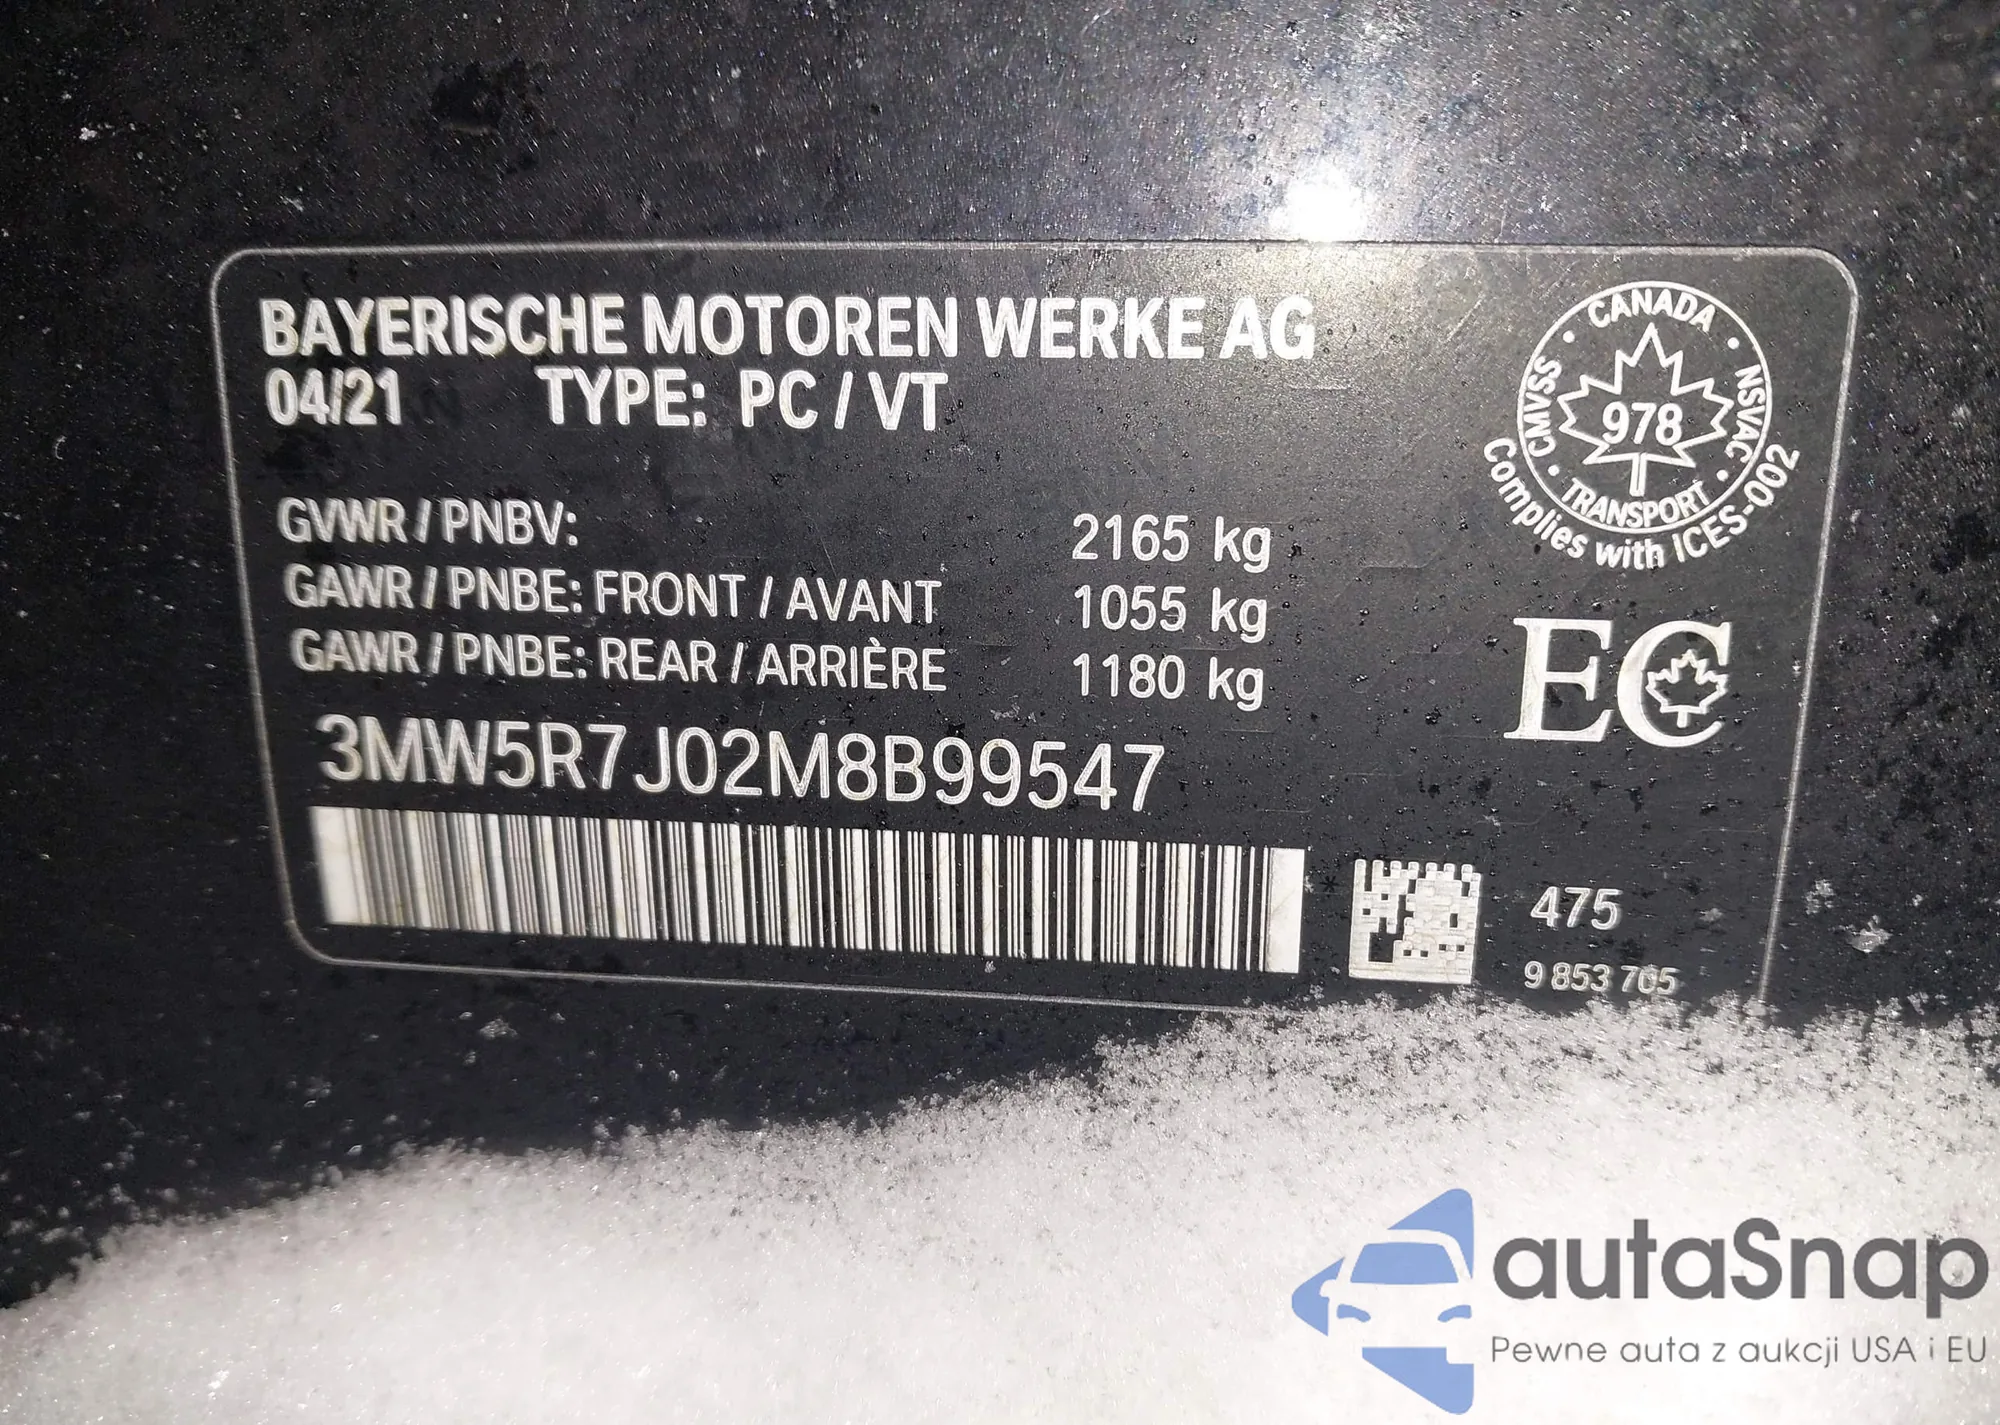 BAYERISCHE MOTOREN WERKE AG
04/21 TYPE: PC / VT
CANADA
CMVSS
NSVAC
978
TRANSPORT
Complies with ICES-002
GVWR / PNBV: 2165 kg
GAWR / PNBE: FRONT / AVANT 1055 kg
GAWR / PNBE: REAR / ARRIÈRE 1180 kg
EC
3MW5R7J02M8B99547
475
9 853 705
autaSnap
Pewne auta z aukcji USA i EU